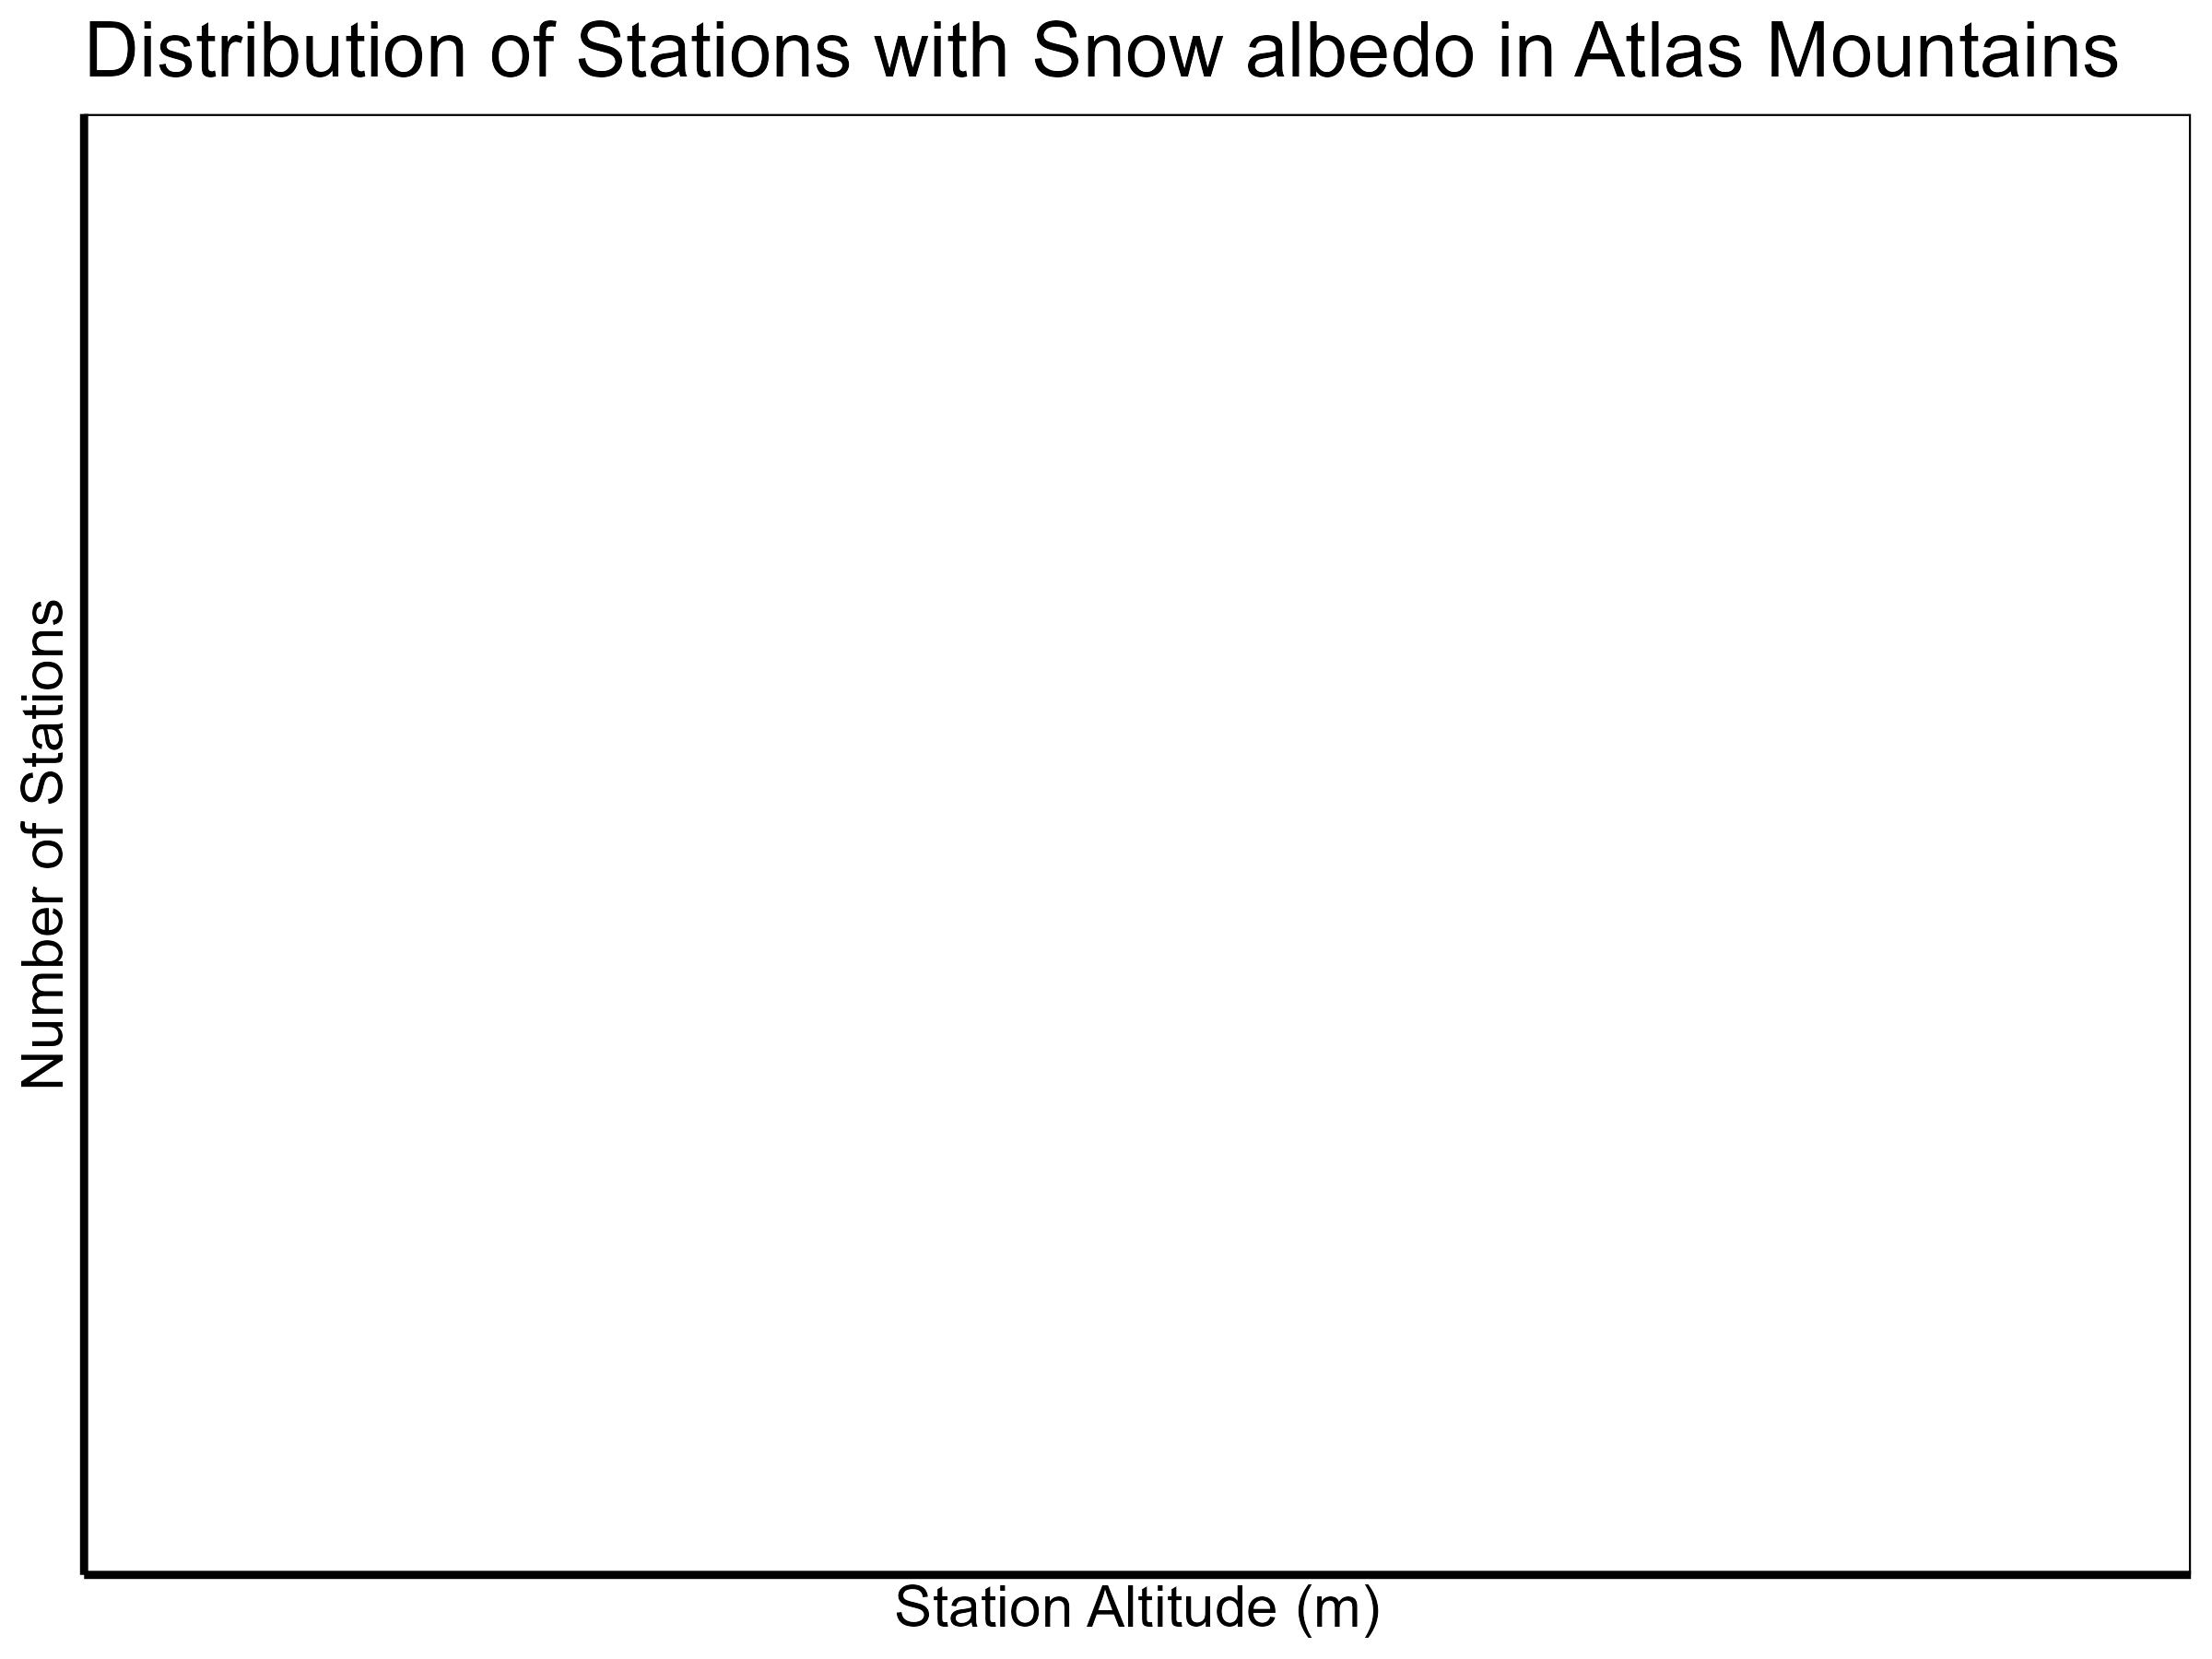 Distribution of Stations with Snow albedo in Atlas Mountains
Number of Stations
Station Altitude (m)